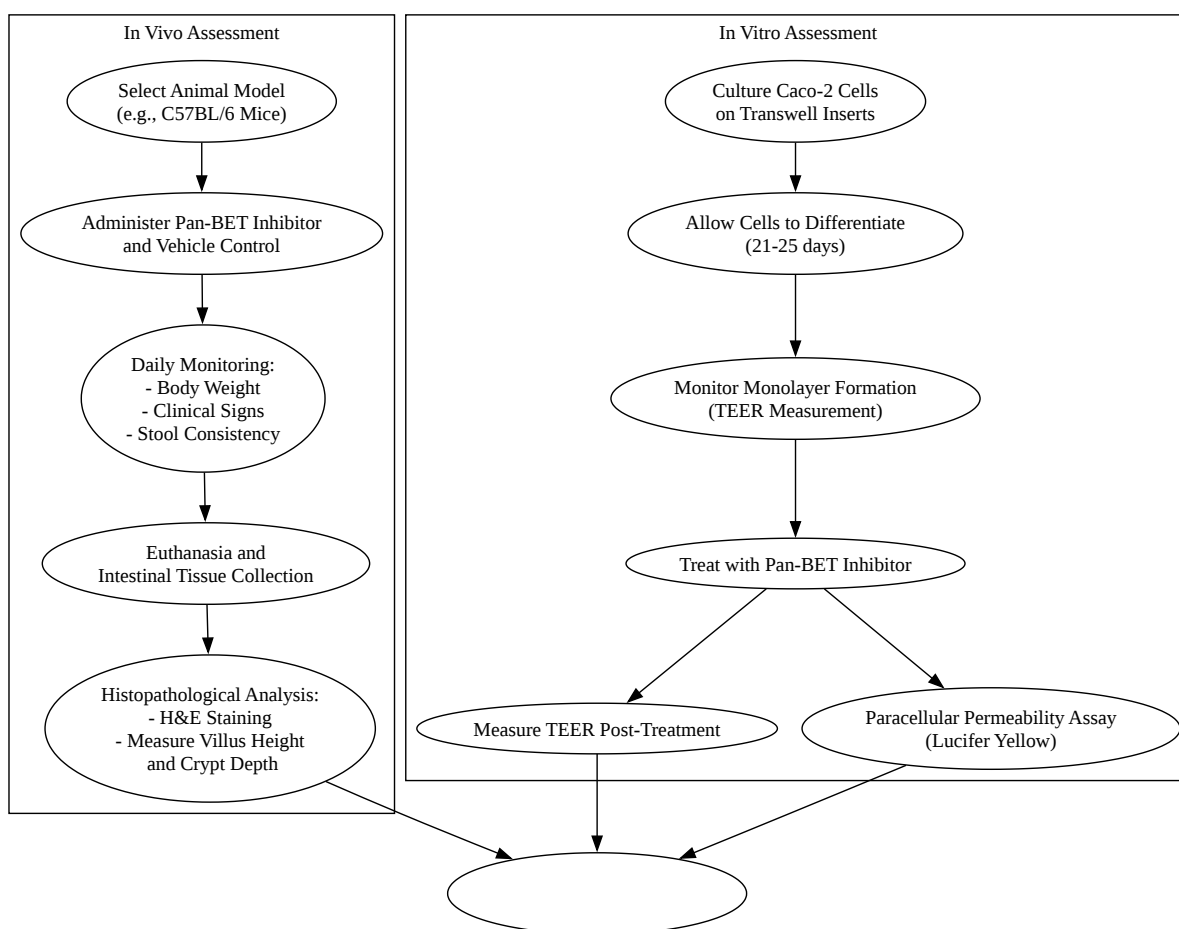 In Vivo Assessment
Select Animal Model
(e.g., C57BL/6 Mice)
Administer Pan-BET Inhibitor
and Vehicle Control
Daily Monitoring:
- Body Weight
- Clinical Signs
- Stool Consistency
Euthanasia and
Intestinal Tissue Collection
Histopathological Analysis:
- H&E Staining
- Measure Villus Height
and Crypt Depth
In Vitro Assessment
Culture Caco-2 Cells
on Transwell Inserts
Allow Cells to Differentiate
(21-25 days)
Monitor Monolayer Formation
(TEER Measurement)
Treat with Pan-BET Inhibitor
Measure TEER Post-Treatment
Paracellular Permeability Assay
(Lucifer Yellow)